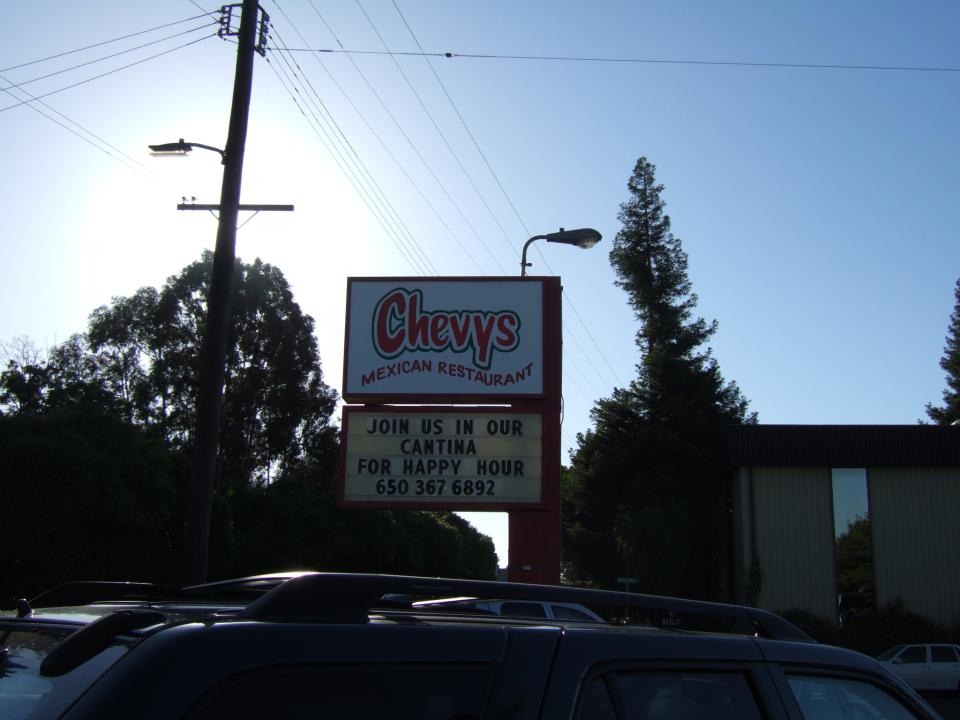 Chevys
MEXICAN RESTAURANT
JOIN US IN OUR
CANTINA
FOR HAPPY HOUR
650 367 6892